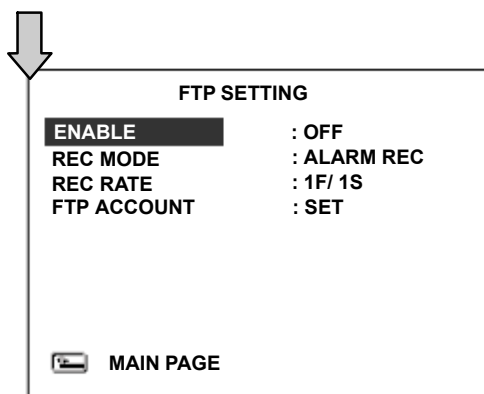 FTP SETTING
ENABLE : OFF
REC MODE : ALARM REC
REC RATE : 1F/ 1S
FTP ACCOUNT : SET
MAIN PAGE